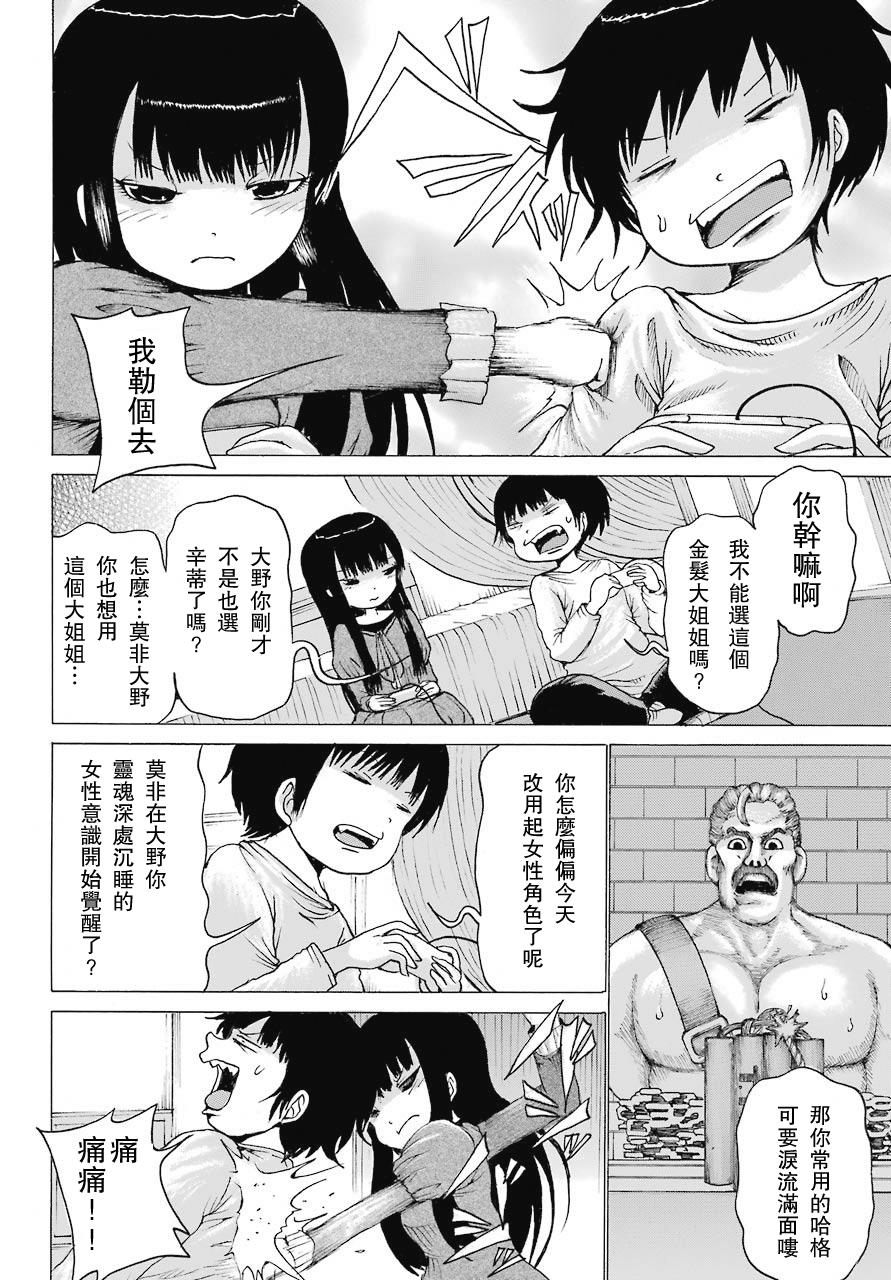 我勒個去
你幹嘛啊
我不能選這個
金髮大姐姐嗎？
大野你剛才
不是也選
辛蒂了嗎？
怎麼…莫非大野
你也想用
這個大姐姐…
那你常用的哈格
可要淚流滿面嘍
你怎麼偏偏今天
改用起女性角色了呢
莫非在大野你
靈魂深處沉睡的
女性意識開始覺醒了？
痛
痛痛！！